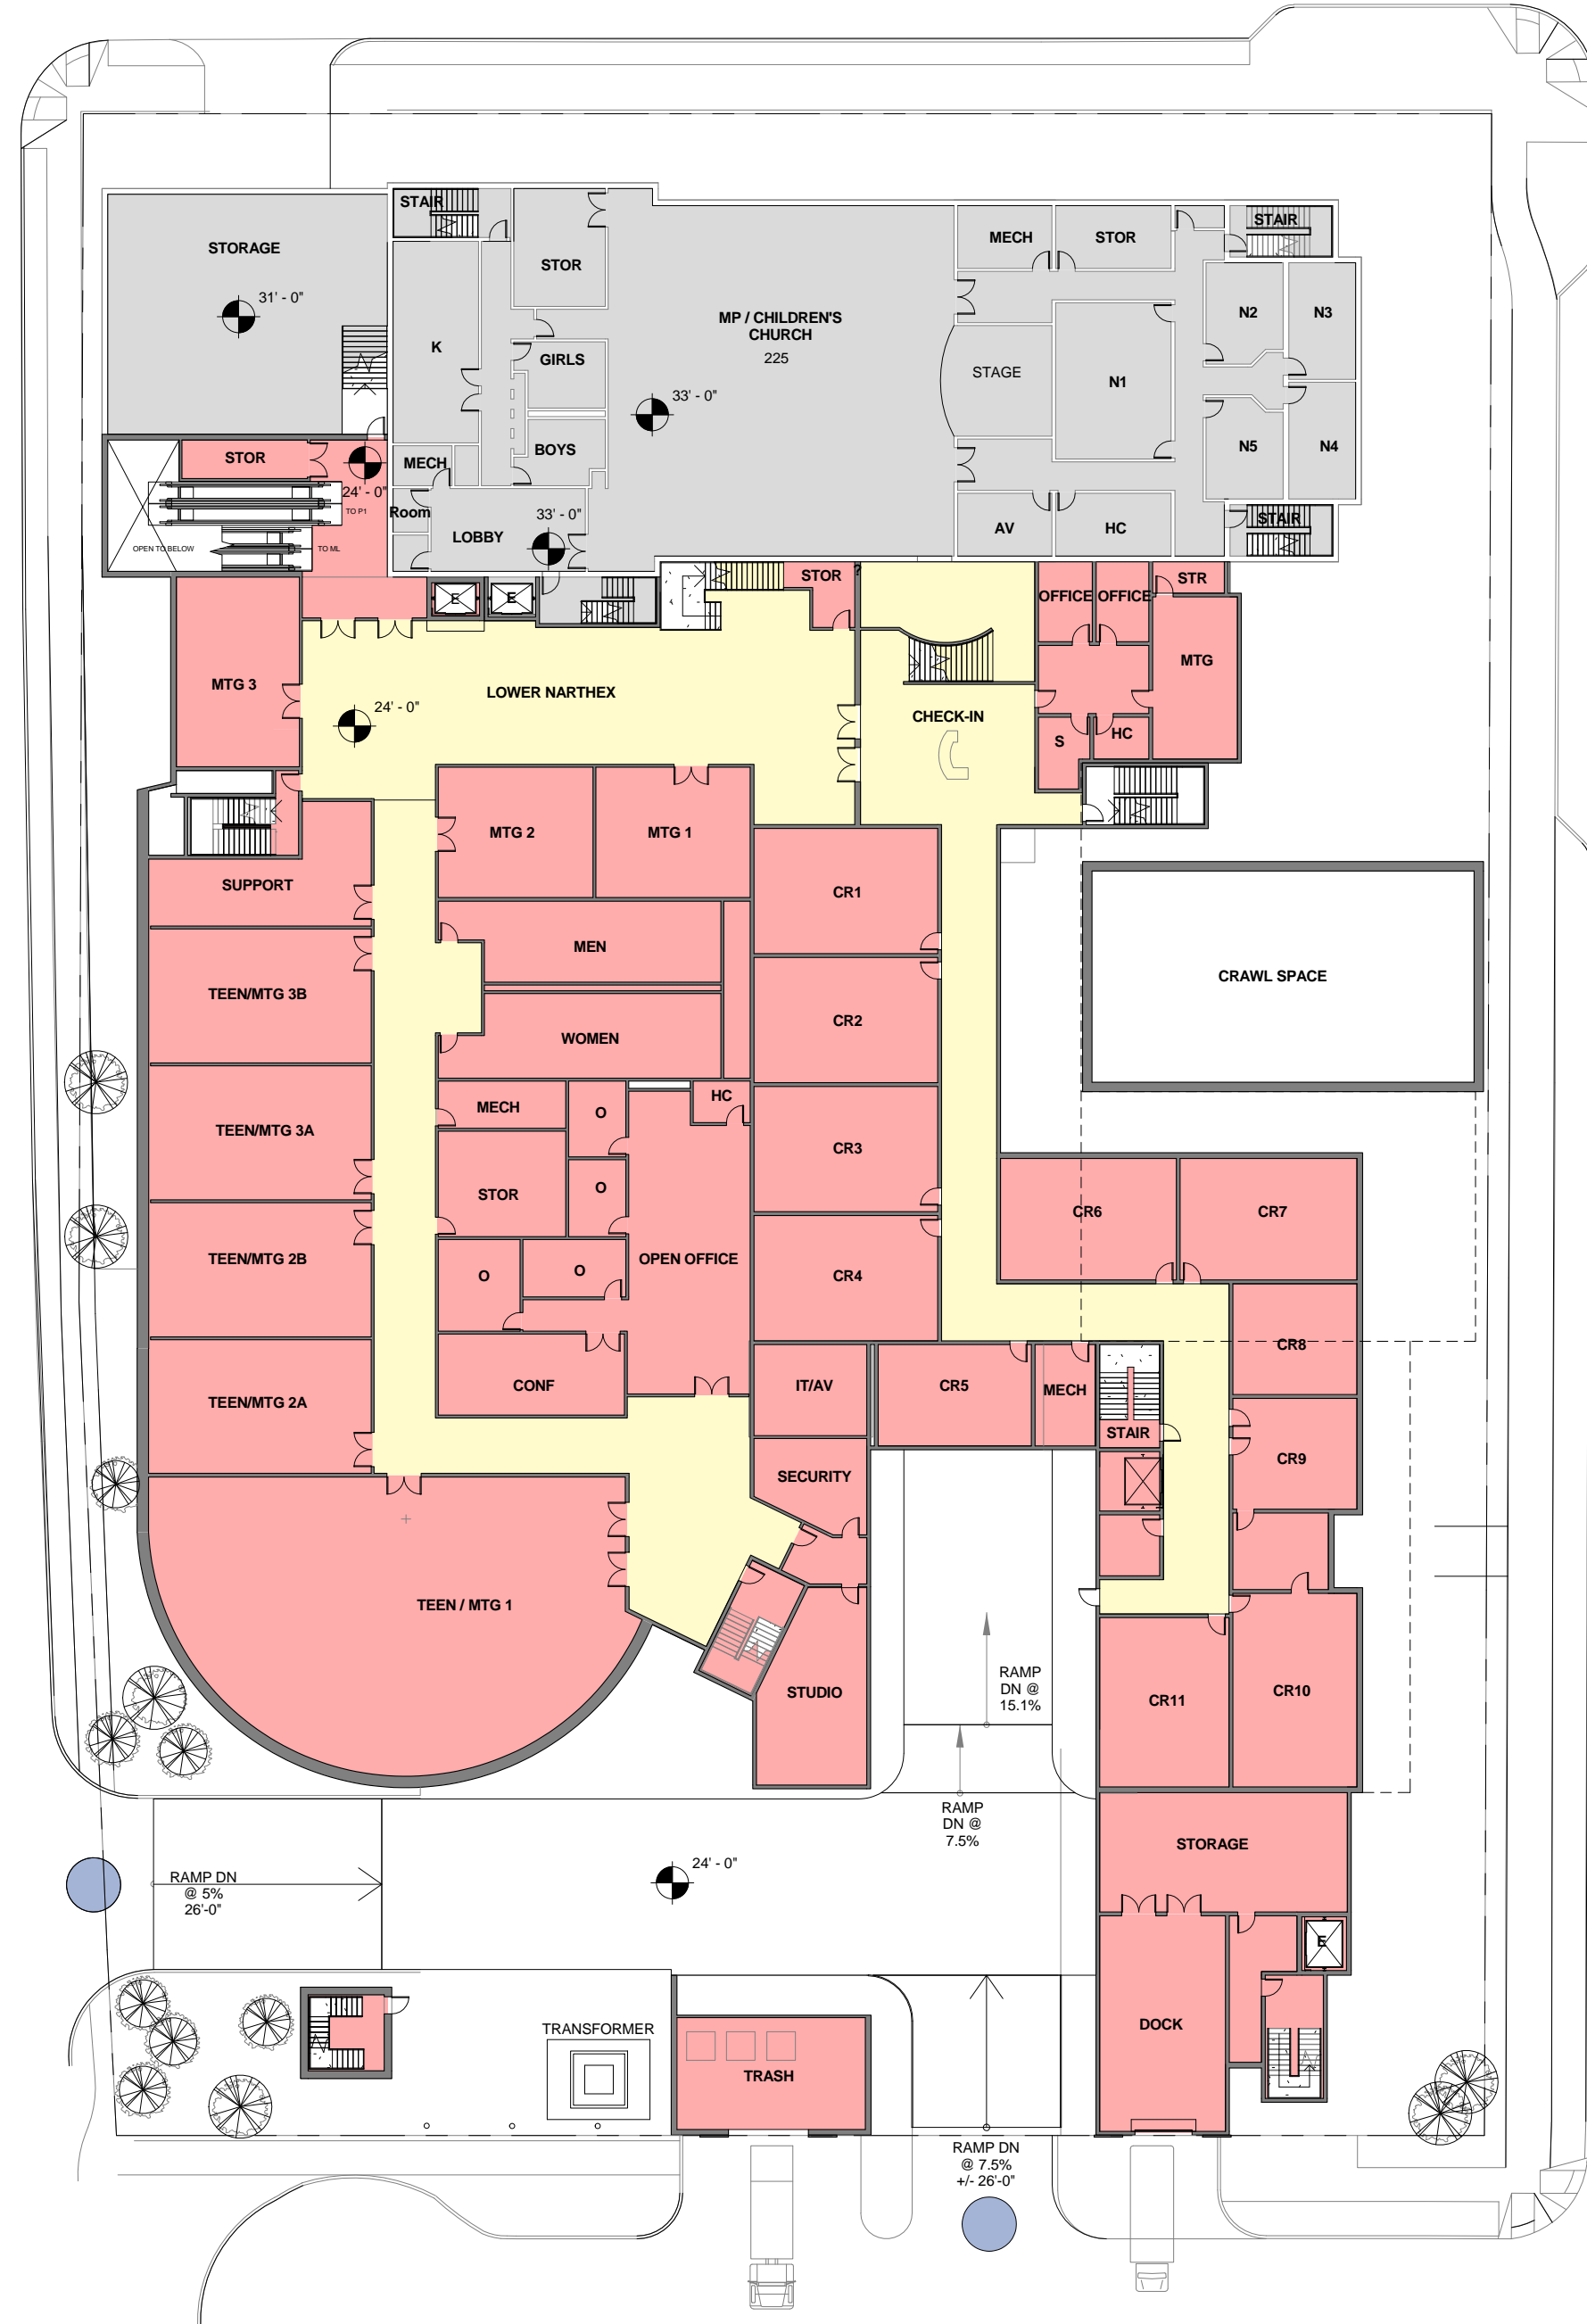 STAIR
STORAGE
31' - 0"
STOR
K
GIRLS
BOYS
MECH
Room
LOBBY
33' - 0"
MP / CHILDREN'S
CHURCH
225
33' - 0"
MECH
STOR
STAIR
STAGE
N1
N2
N3
N5
N4
AV
HC
STAIR
STOR
24' - 0"
TO P1
OPEN TO BELOW
TO ML
E
E
STOR
?
OFFICE
OFFICE
STR
MTG
MTG 3
LOWER NARTHEX
24' - 0"
CHECK-IN
S
HC
MTG 2
MTG 1
SUPPORT
CR1
MEN
TEEN/MTG 3B
CRAWL SPACE
CR2
WOMEN
MECH
O
HC
TEEN/MTG 3A
CR3
STOR
O
CR6
CR7
TEEN/MTG 2B
O
O
OPEN OFFICE
CR4
CR8
TEEN/MTG 2A
CONF
IT/AV
CR5
MECH
STAIR
SECURITY
CR9
TEEN / MTG 1
STUDIO
RAMP
DN @
15.1%
CR11
CR10
RAMP
DN @
7.5%
STORAGE
RAMP DN
@ 5%
26'-0"
24' - 0"
E
TRANSFORMER
DOCK
TRASH
RAMP DN
@ 7.5%
+/- 26'-0"